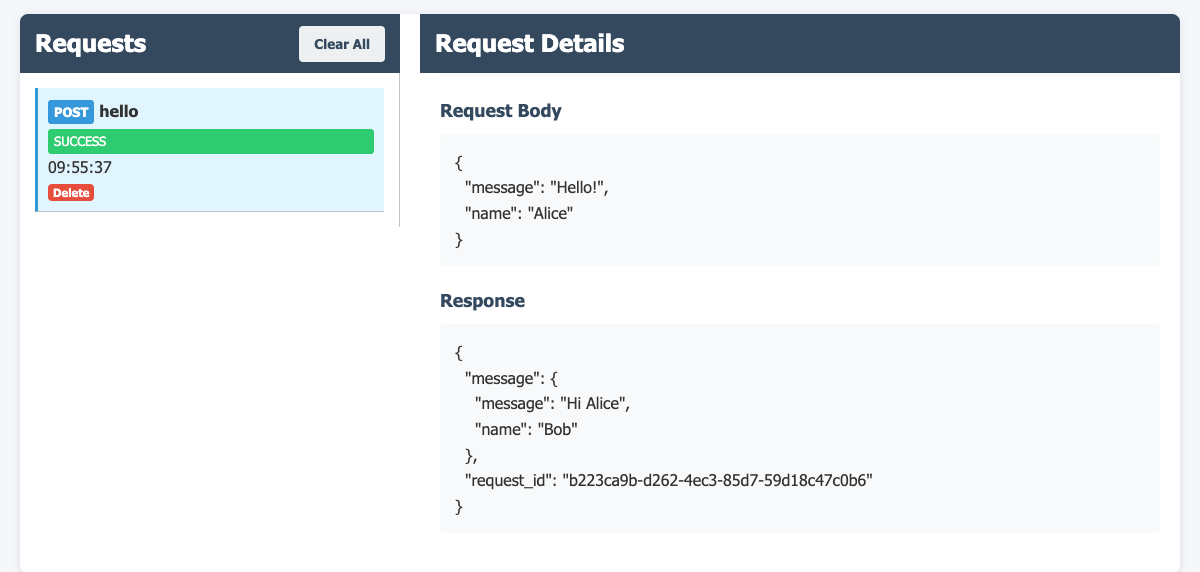 Requests
Clear All
POST hello
SUCCESS
09:55:37
Delete
Request Details
Request Body
{
  "message": "Hello!",
  "name": "Alice"
}
Response
{
  "message": {
    "message": "Hi Alice",
    "name": "Bob"
  },
  "request_id": "b223ca9b-d262-4ec3-85d7-59d18c47c0b6"
}